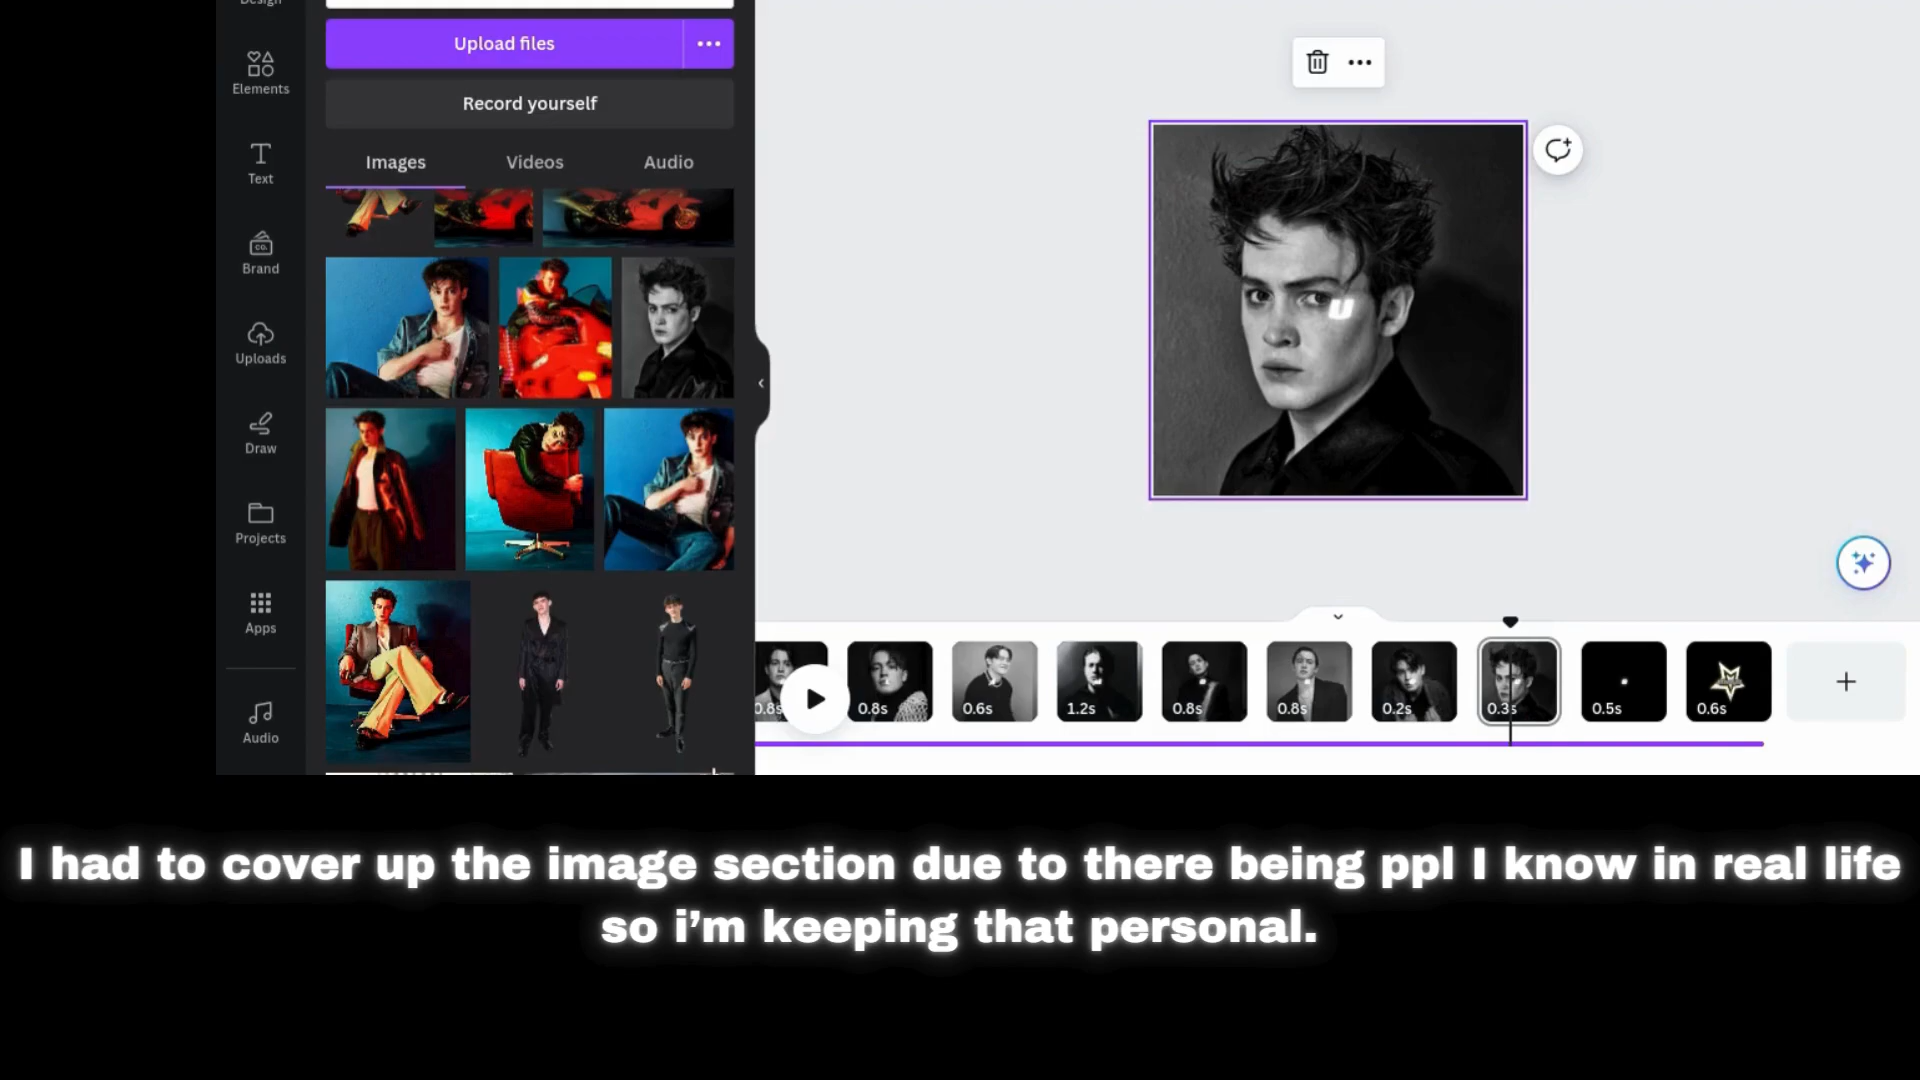 Design
Elements
Text
Brand
Uploads
Draw
Projects
Apps
Audio
CO.
Upload files
Record yourself
Images Videos Audio
U
0.8s 0.8s 0.6s 1.2s 0.8s 0.8s 0.2s 0.3s 0.5s 0.6s
I had to cover up the image section due to there being ppl I know in real life
so i’m keeping that personal.